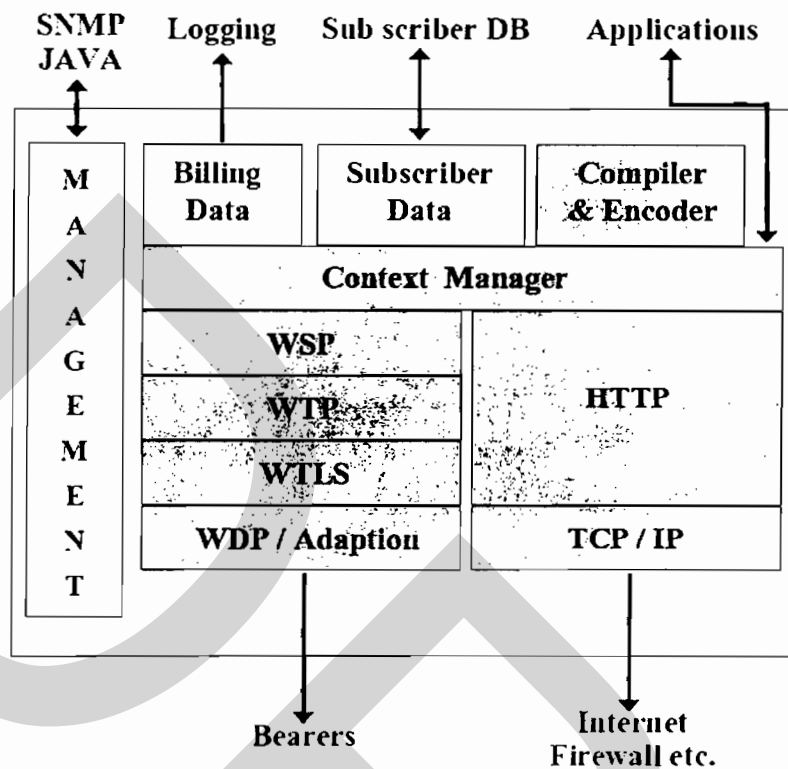 SNMP
JAVA
Logging
Sub scriber DB
Applications
M
A
N
A
G
E
M
E
N
T
Billing
Data
Subscriber
Data
Compiler
& Encoder
Context Manager
WSP
WTP
WTLS
WDP / Adaption
HTTP
TCP / IP
Bearers
Internet
Firewall etc.